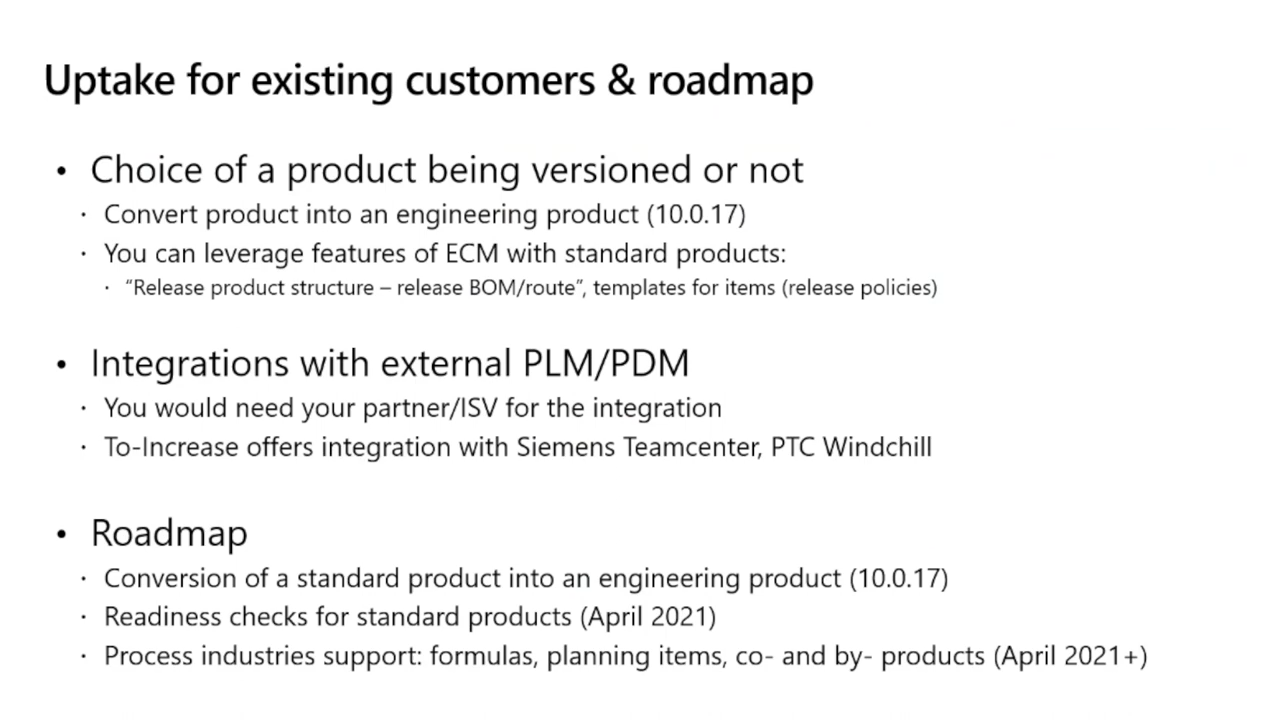 Uptake for existing customers & roadmap
• Choice of a product being versioned or not
• Convert product into an engineering product (10.0.17)
• You can leverage features of ECM with standard products:
• “Release product structure – release BOM/route”, templates for items (release policies)
• Integrations with external PLM/PDM
• You would need your partner/ISV for the integration
• To-Increase offers integration with Siemens Teamcenter, PTC Windchill
• Roadmap
• Conversion of a standard product into an engineering product (10.0.17)
• Readiness checks for standard products (April 2021)
• Process industries support: formulas, planning items, co- and by- products (April 2021+)